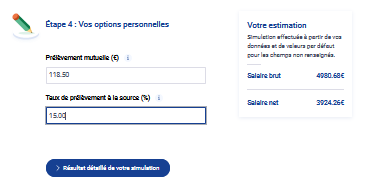 Étape 4 : Vos options personnelles
Prélèvement mutuelle (€) i
118.50
Taux de prélèvement à la source (%) i
15.00
> Résultat détaillé de votre simulation
Votre estimation
Simulation effectuée à partir de vos
données et de valeurs par défaut
pour les champs non renseignés.
Salaire brut 4980.68€
Salaire net 3924.26€